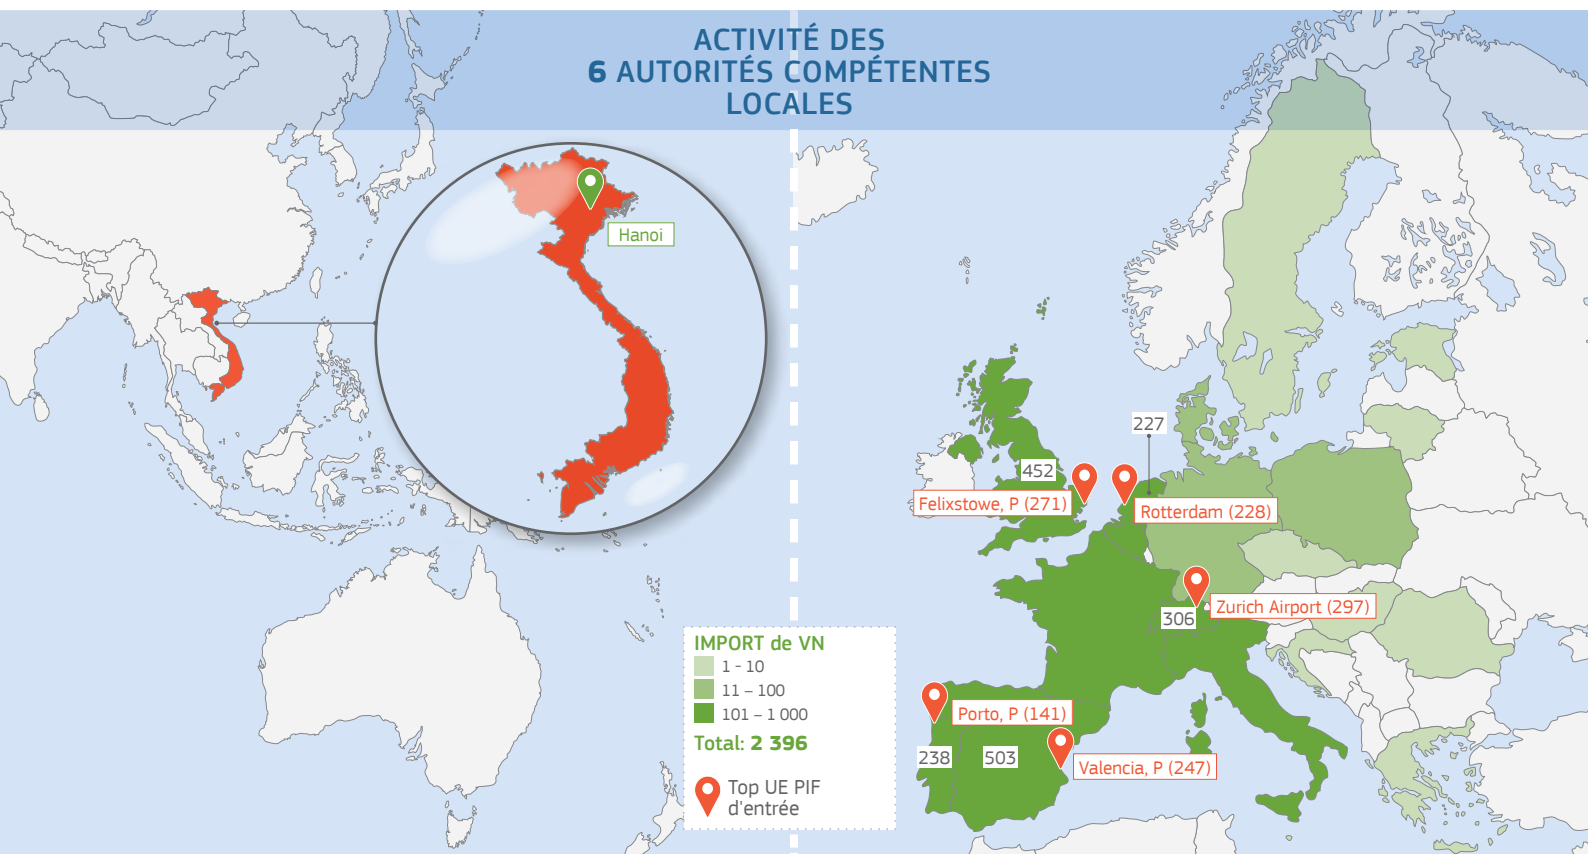 ACTIVITÉ DES
6 AUTORITÉS COMPÉTENTES
LOCALES
Hanoi
227
452
Felixstowe, P (271)
Rotterdam (228)
Zurich Airport (297)
306
IMPORT de VN
1 - 10
11 – 100
101 – 1 000
Total: 2 396
Top UE PIF
d'entrée
Porto, P (141)
238
503
Valencia, P (247)